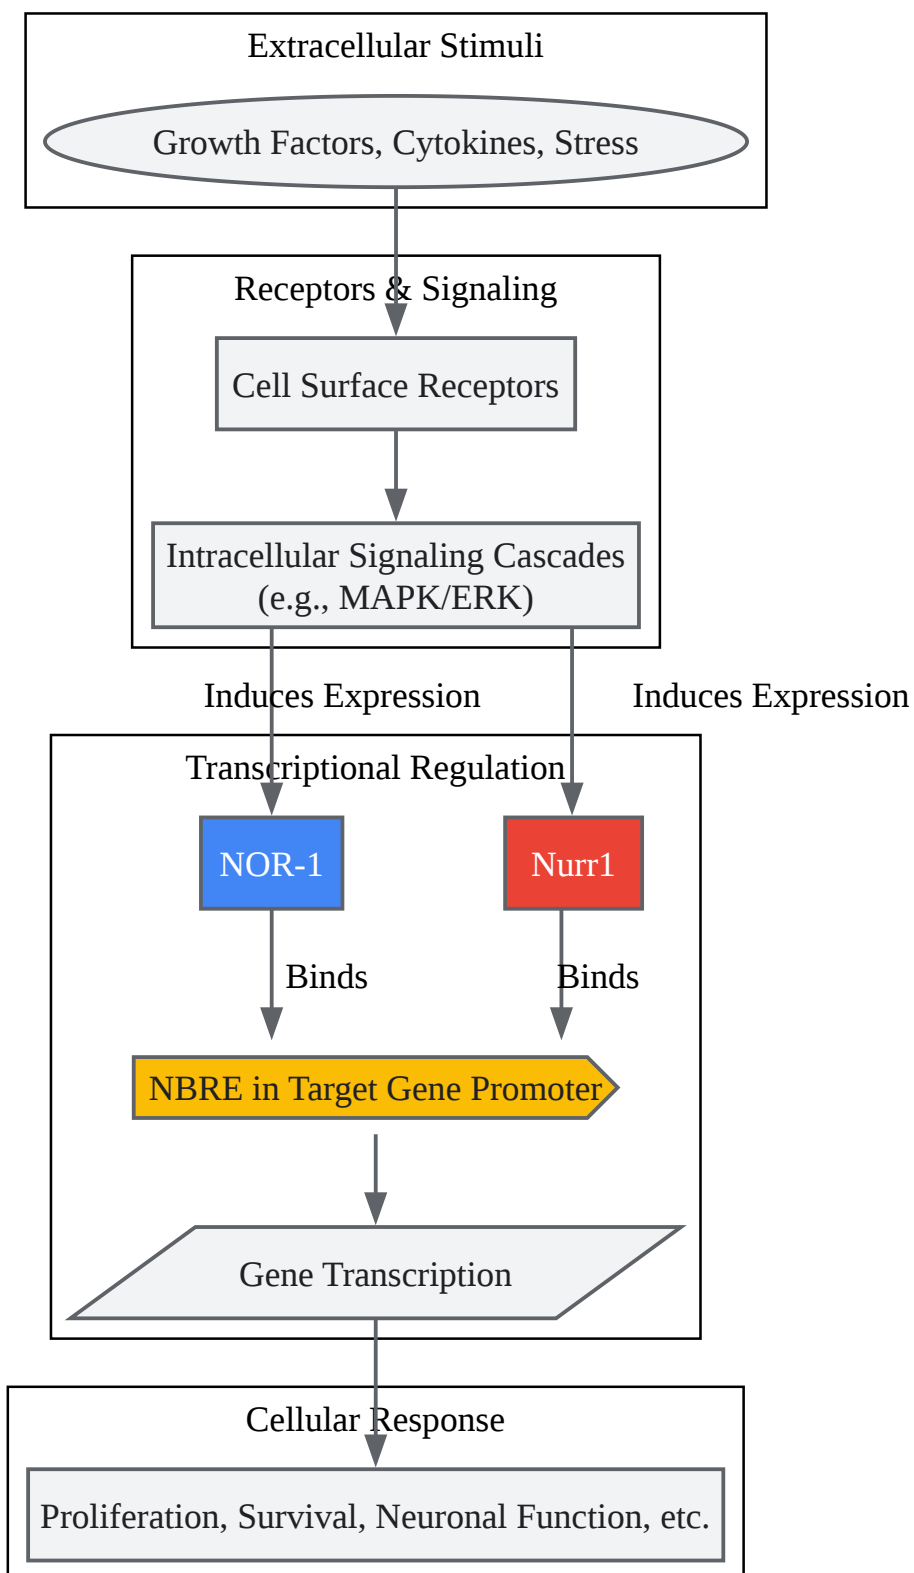 Extracellular Stimuli
Growth Factors, Cytokines, Stress
Receptors & Signaling
Cell Surface Receptors
Intracellular Signaling Cascades
(e.g., MAPK/ERK)
Induces Expression
Induces Expression
Transcriptional Regulation
NOR-1
Nurr1
Binds
Binds
NBRE in Target Gene Promoter
Gene Transcription
Cellular Response
Proliferation, Survival, Neuronal Function, etc.